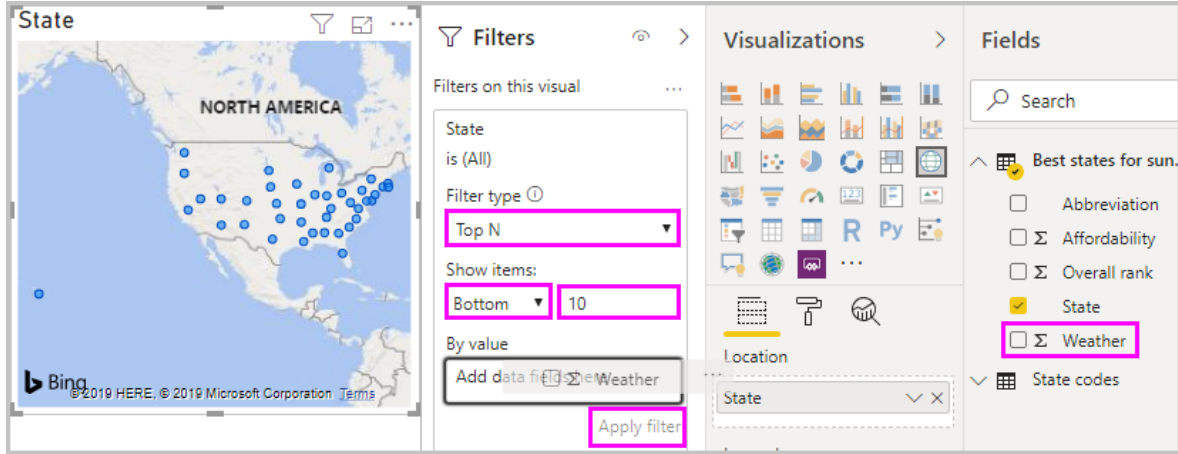 State
NORTH AMERICA
Bing
©2019 HERE, © 2019 Microsoft Corporation Terms
Filters
Filters on this visual
State
is (All)
Filter type
Top N
Show items:
Bottom
10
By value
Add data fields here
Σ Weather
Apply filter
Visualizations
123
R
Py
Location
State
Fields
Search
Best states for sun.
Abbreviation
Σ Affordability
Σ Overall rank
State
Σ Weather
State codes